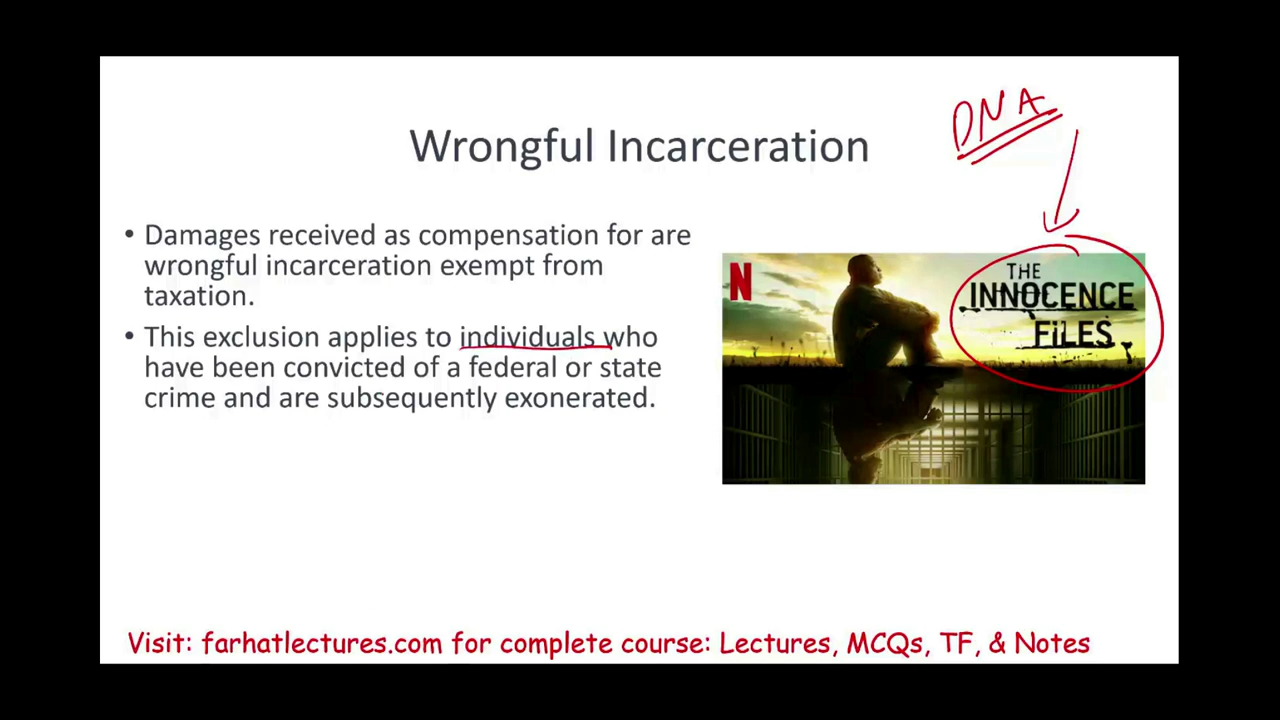 DNA
Wrongful Incarceration
• Damages received as compensation for are
wrongful incarceration exempt from
taxation.
• This exclusion applies to individuals who
have been convicted of a federal or state
crime and are subsequently exonerated.
N
THE
INNOCENCE
FILES
Visit: farhatlectures.com for complete course: Lectures, MCQs, TF, & Notes